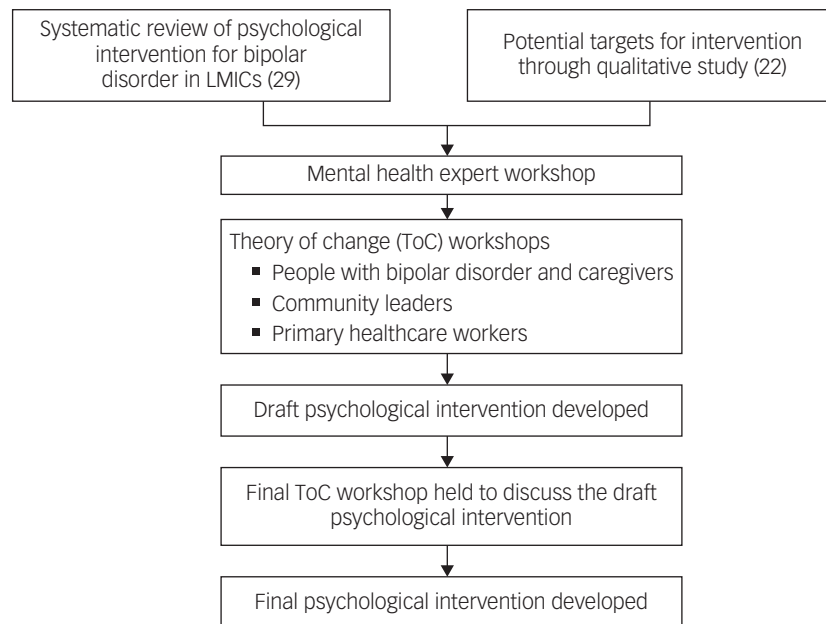 Systematic review of psychological
intervention for bipolar
disorder in LMICs (29)
Potential targets for intervention
through qualitative study (22)
Mental health expert workshop
Theory of change (ToC) workshops
▪ People with bipolar disorder and caregivers
▪ Community leaders
▪ Primary healthcare workers
Draft psychological intervention developed
Final ToC workshop held to discuss the draft
psychological intervention
Final psychological intervention developed